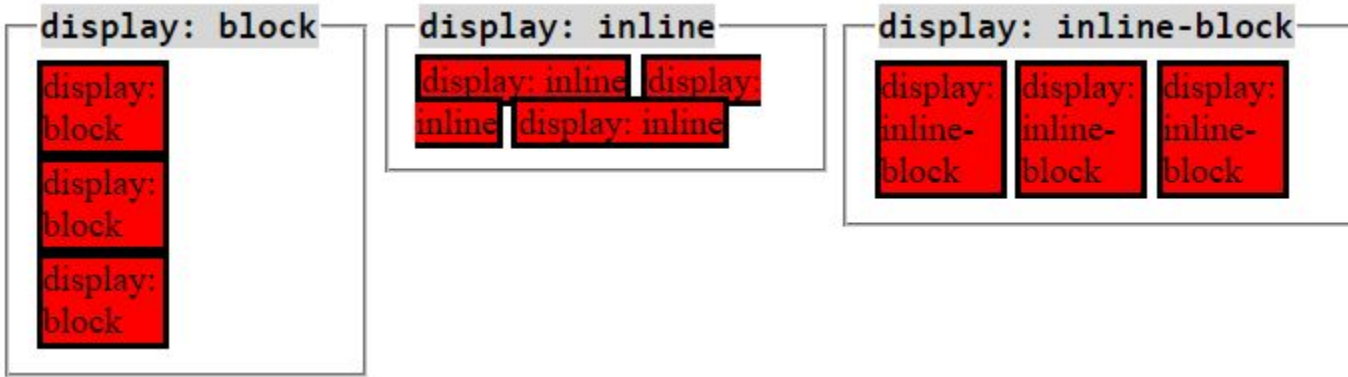 display: block
display:
block
display:
block
display:
block
display: inline
display: inline display:
inline display: inline
display: inline-block
display: display: display:
inline- inline- inline-
block block block